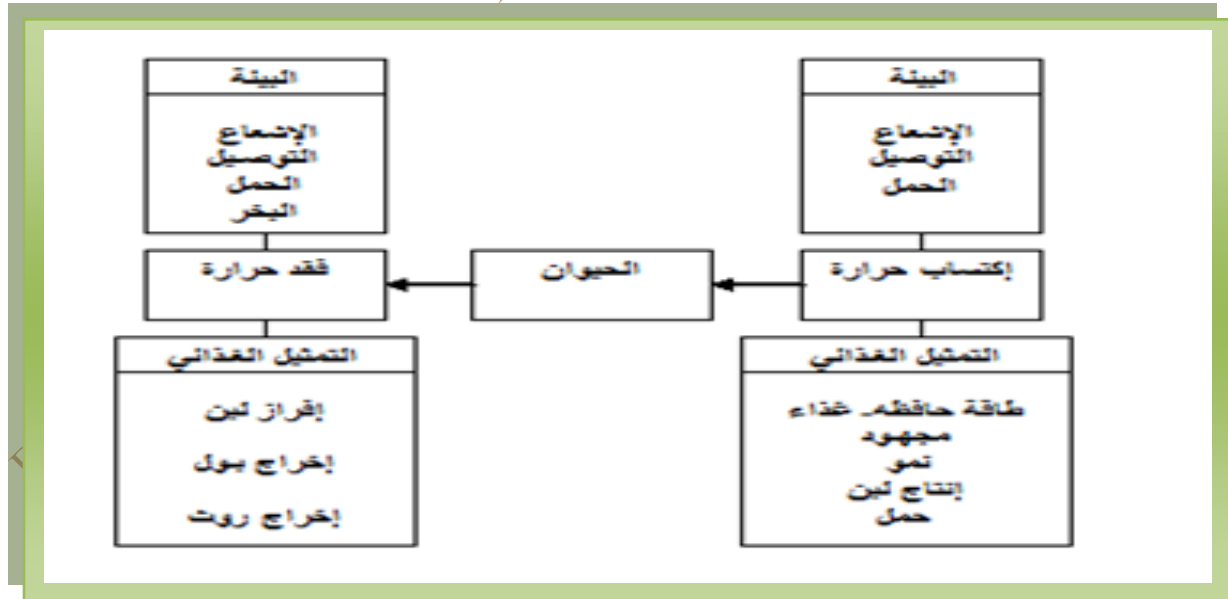 البيئة
الإشعاع
التوصيل
الحمل
إكتساب حرارة
التمثيل الغذائي
طاقة حافظه- غذاء
مجهود
نمو
إنتاج لبن
حمل
الحيوان
البيئة
الإشعاع
التوصيل
الحمل
البخر
فقد حرارة
التمثيل الغذائي
إفراز لبن
إخراج بول
إخراج روث